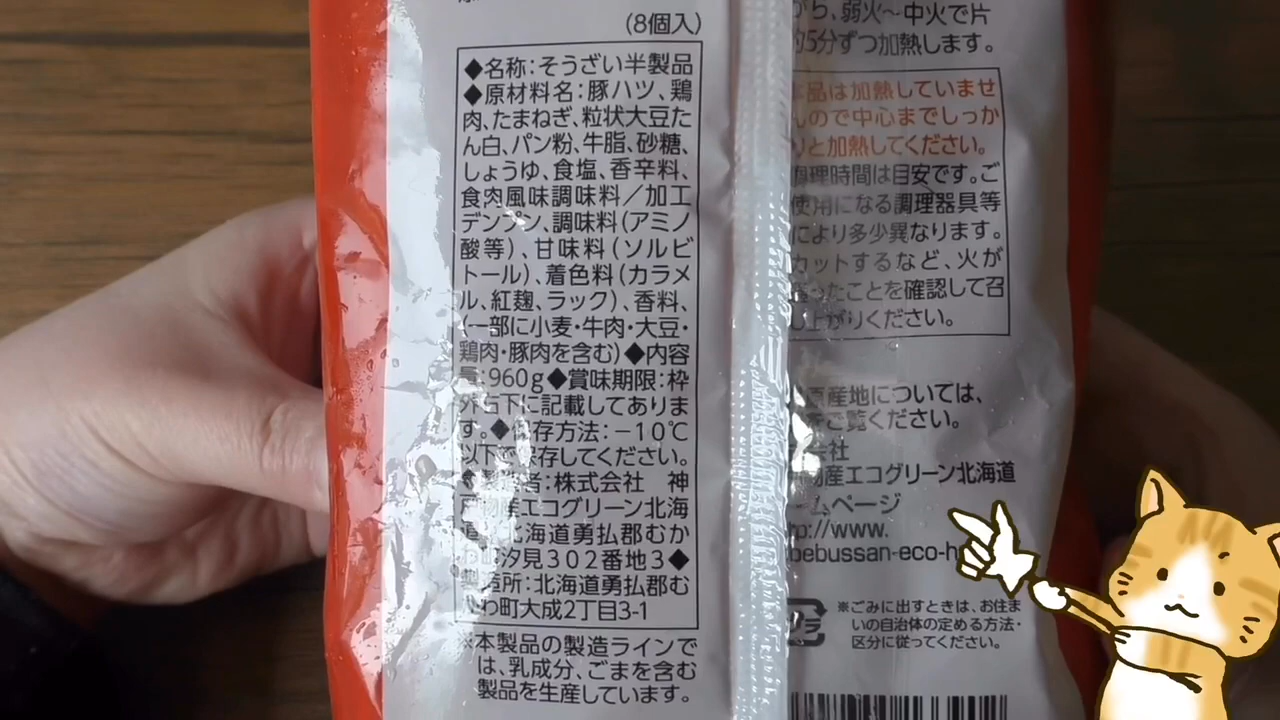 (8個入)
◆名称:そうざい半製品
◆原材料名:豚ハツ、鶏
肉、たまねぎ、粒状大豆た
ん白、パン粉、牛脂、砂糖、
しょうゆ、食塩、香辛料、
食肉風味調味料/加工
デンプン、調味料(アミノ
酸等)、甘味料(ソルビ
トール)、着色料(カラメ
ル、紅麹、ラック)、香料、
(一部に小麦・牛肉・大豆・
鶏肉・豚肉を含む)◆内容
:960g◆賞味期限:枠
外右下に記載してありま
す。◆保存方法:-10℃
以下で保存してください。
者:株式会社 神
物産エコグリーン北海
北海道勇払郡むか
町汐見302番地3◆
製造所:北海道勇払郡む
わ町大成2丁目3-1
※本製品の製造ラインで
は、乳成分、ごまを含む
製品を生産しています。
がら、弱火~中火で片
約5分ずつ加熱します。
品は加熱していませ
んので中心までしっか
りと加熱してください。
理時間は目安です。ご
使用になる調理器具等
により多少異なります。
カットするなど、火が
ったことを確認して召
し上がりください。
原産地については、
をご覧ください。
会社
物産エコグリーン北海道
ームページ
tp://www.
bebussan-eco-h
プラ
※ごみに出すときは、お住ま
いの自治体の定める方法・
区分に従ってください。